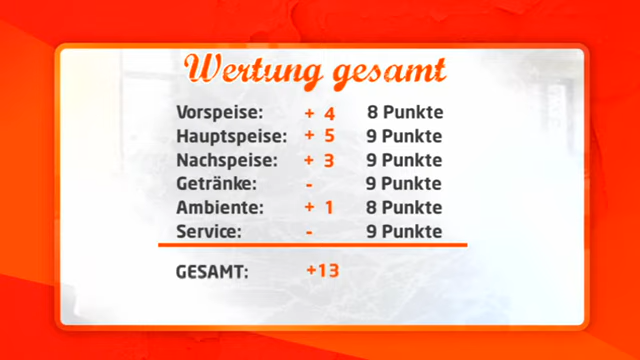 Wertung gesamt
Vorspeise: + 4 8 Punkte
Hauptspeise: + 5 9 Punkte
Nachspeise: + 3 9 Punkte
Getränke: - 9 Punkte
Ambiente: + 1 8 Punkte
Service: - 9 Punkte
GESAMT: +13